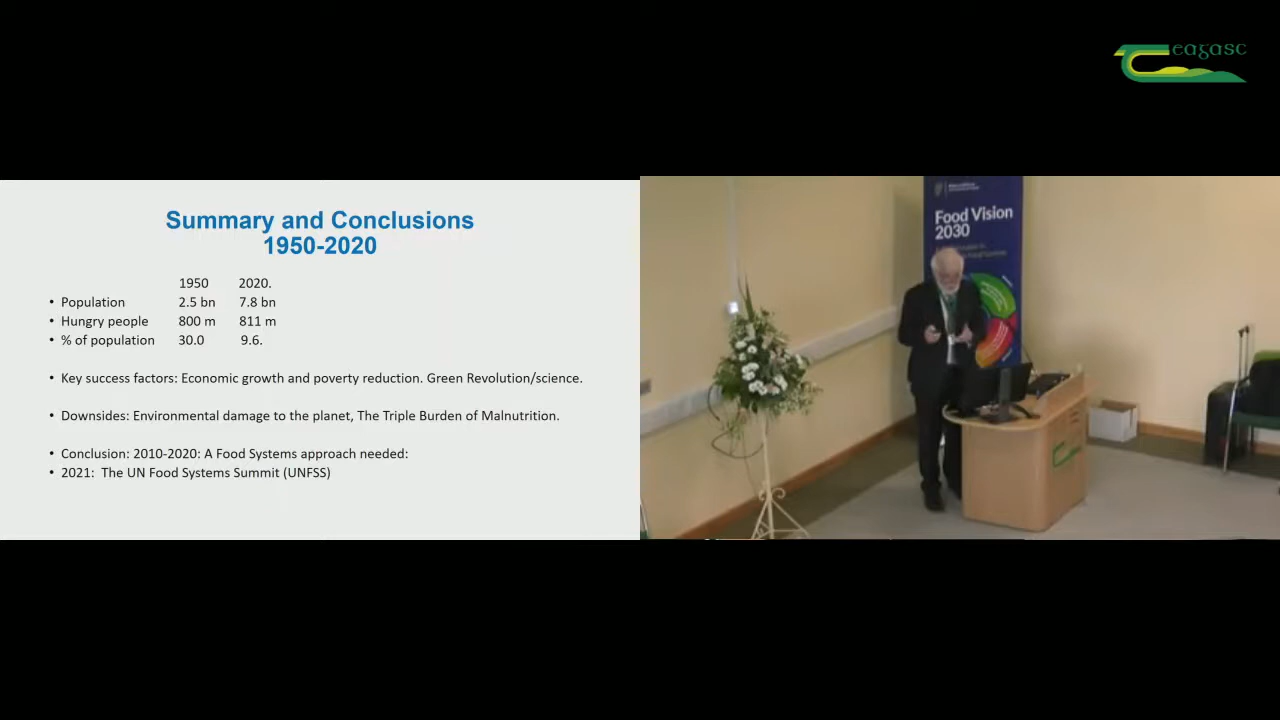 eagasc
Summary and Conclusions
1950-2020
1950 2020.
• Population 2.5 bn 7.8 bn
• Hungry people 800 m 811 m
• % of population 30.0 9.6.
• Key success factors: Economic growth and poverty reduction. Green Revolution/science.
• Downsides: Environmental damage to the planet, The Triple Burden of Malnutrition.
• Conclusion: 2010-2020: A Food Systems approach needed:
• 2021: The UN Food Systems Summit (UNFSS)
Food Vision
2030